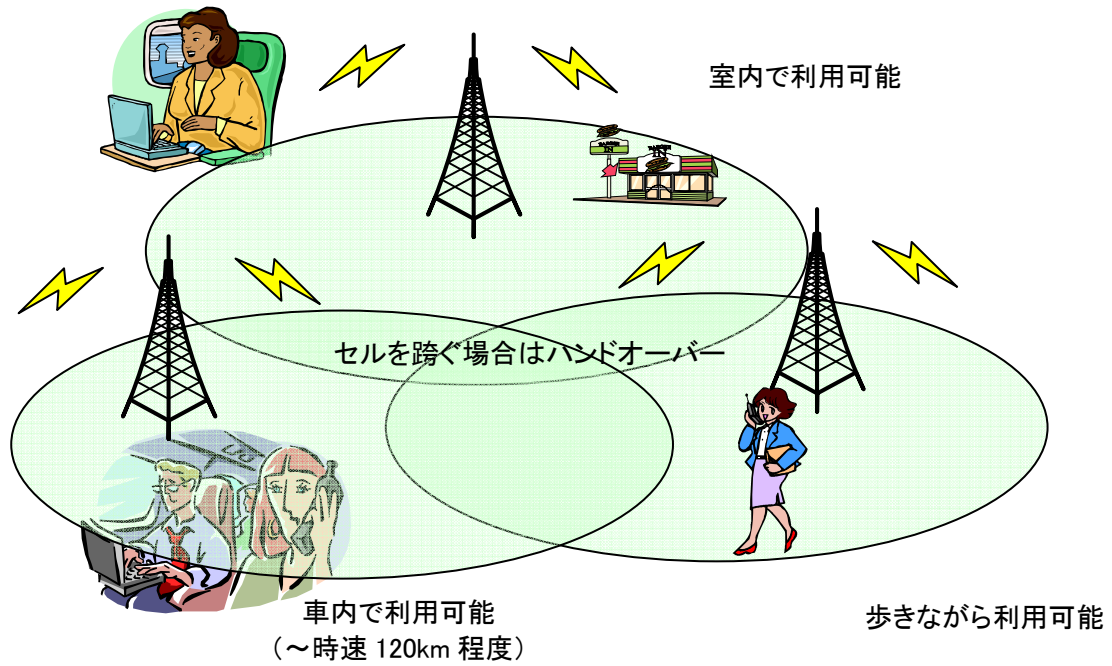 室内で利用可能
IN
IN
セルを跨ぐ場合はハンドオーバー
車内で利用可能
（～時速 120km 程度）
歩きながら利用可能